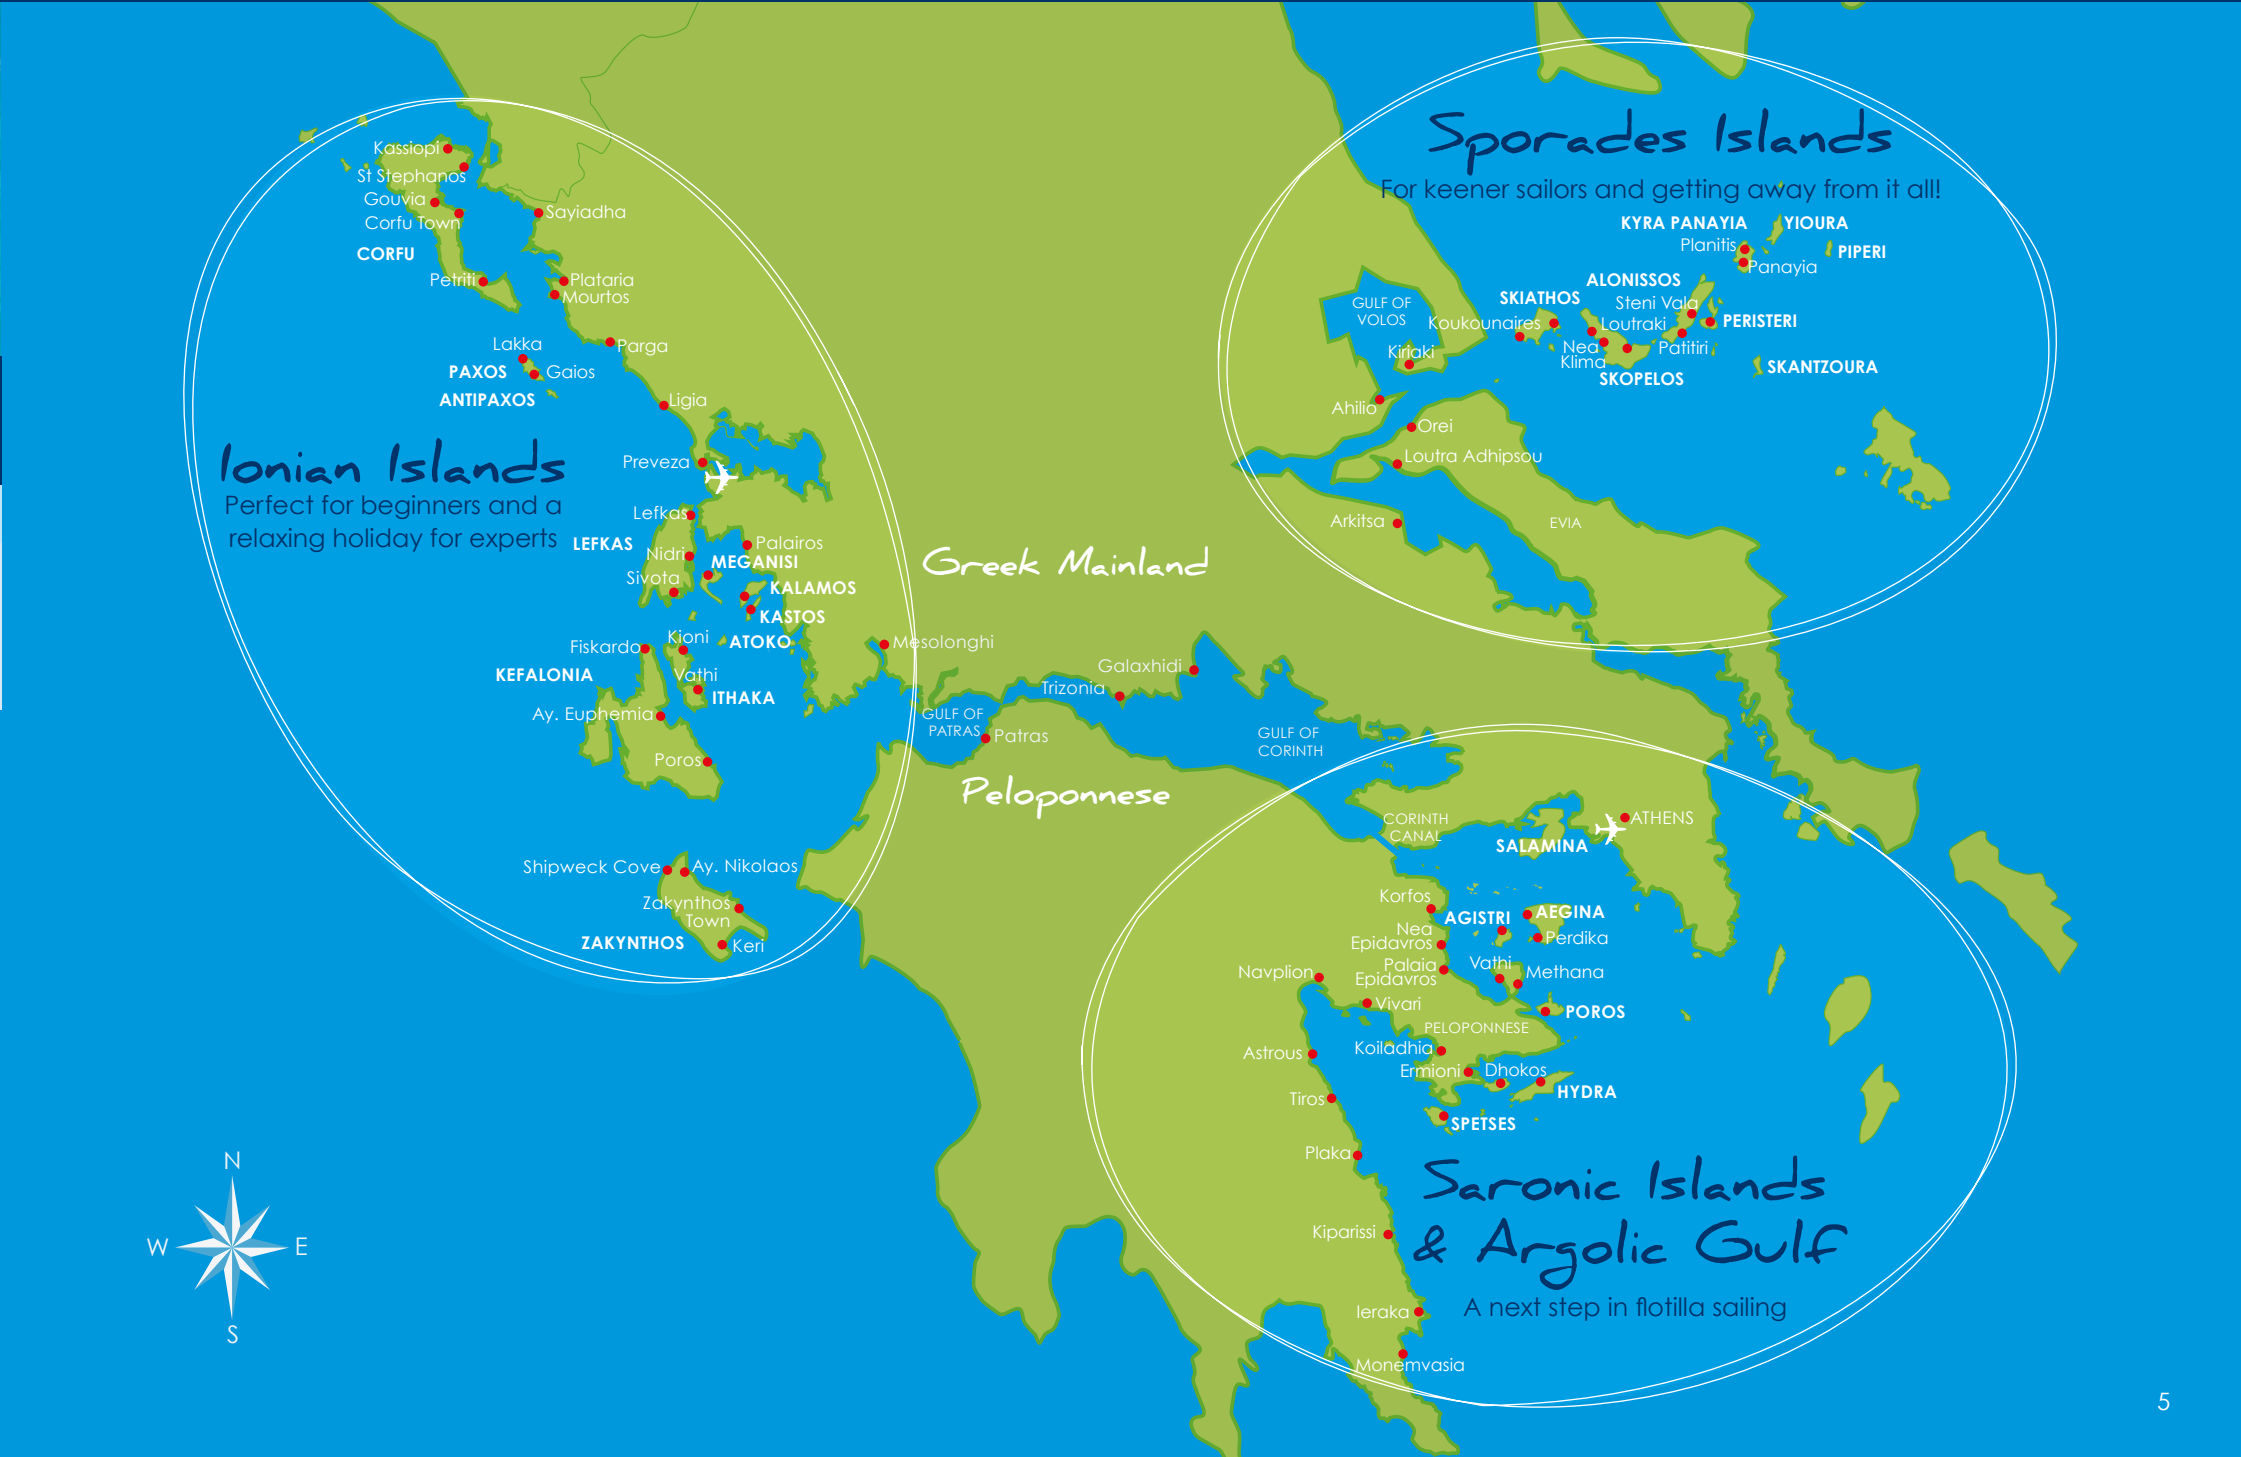 Sporades Islands
For keener sailors and getting away from it all!
KYRA PANAYIA
YIOURA
Planitis
PIPERI
Panayia
ALONISSOS
SKIATHOS
Steni Vala
Koukounaires
Loutraki
PERISTERI
Nea
Klima
Patitiri
SKANTZOURA
SKOPELOS
GULF OF
VOLOS
Kiriaki
Ahilio
Orei
Loutra Adhipsou
Arkitsa
EVIA
Kassiopi
St Stephanos
Gouvia
Corfu Town
CORFU
Sayiadha
Petriti
Plataria
Mourtos
Lakka
Parga
PAXOS
Gaios
ANTIPAXOS
Ligia
Ionian Islands
Perfect for beginners and a
relaxing holiday for experts
Preveza
Lefkas
LEFKAS
Palairos
Nidri
MEGANISI
Sivota
KALAMOS
KASTOS
Kioni
ATOKO
Fiskardo
KEFALONIA
Vathi
ITHAKA
Ay. Euphemia
Poros
Shipweck Cove
Ay. Nikolaos
Zakynthos
Town
ZAKYNTHOS
Keri
Greek Mainland
Mesolonghi
Galaxhidi
Trizonia
GULF OF
PATRAS
Patras
GULF OF
CORINTH
Peloponnese
CORINTH
CANAL
ATHENS
SALAMINA
Korfos
AGISTRI
AEGINA
Nea
Epidavros
Perdika
Palaia
Epidavros
Vathi
Methana
Navplion
Vivari
POROS
PELOPONNESE
Koiladhia
Astrous
Ermioni
Dhokos
HYDRA
Tiros
SPETSES
Plaka
Saronic Islands
& Argolic Gulf
A next step in flotilla sailing
Kiparissi
Ieraka
Monemvasia
N
W
E
S
5